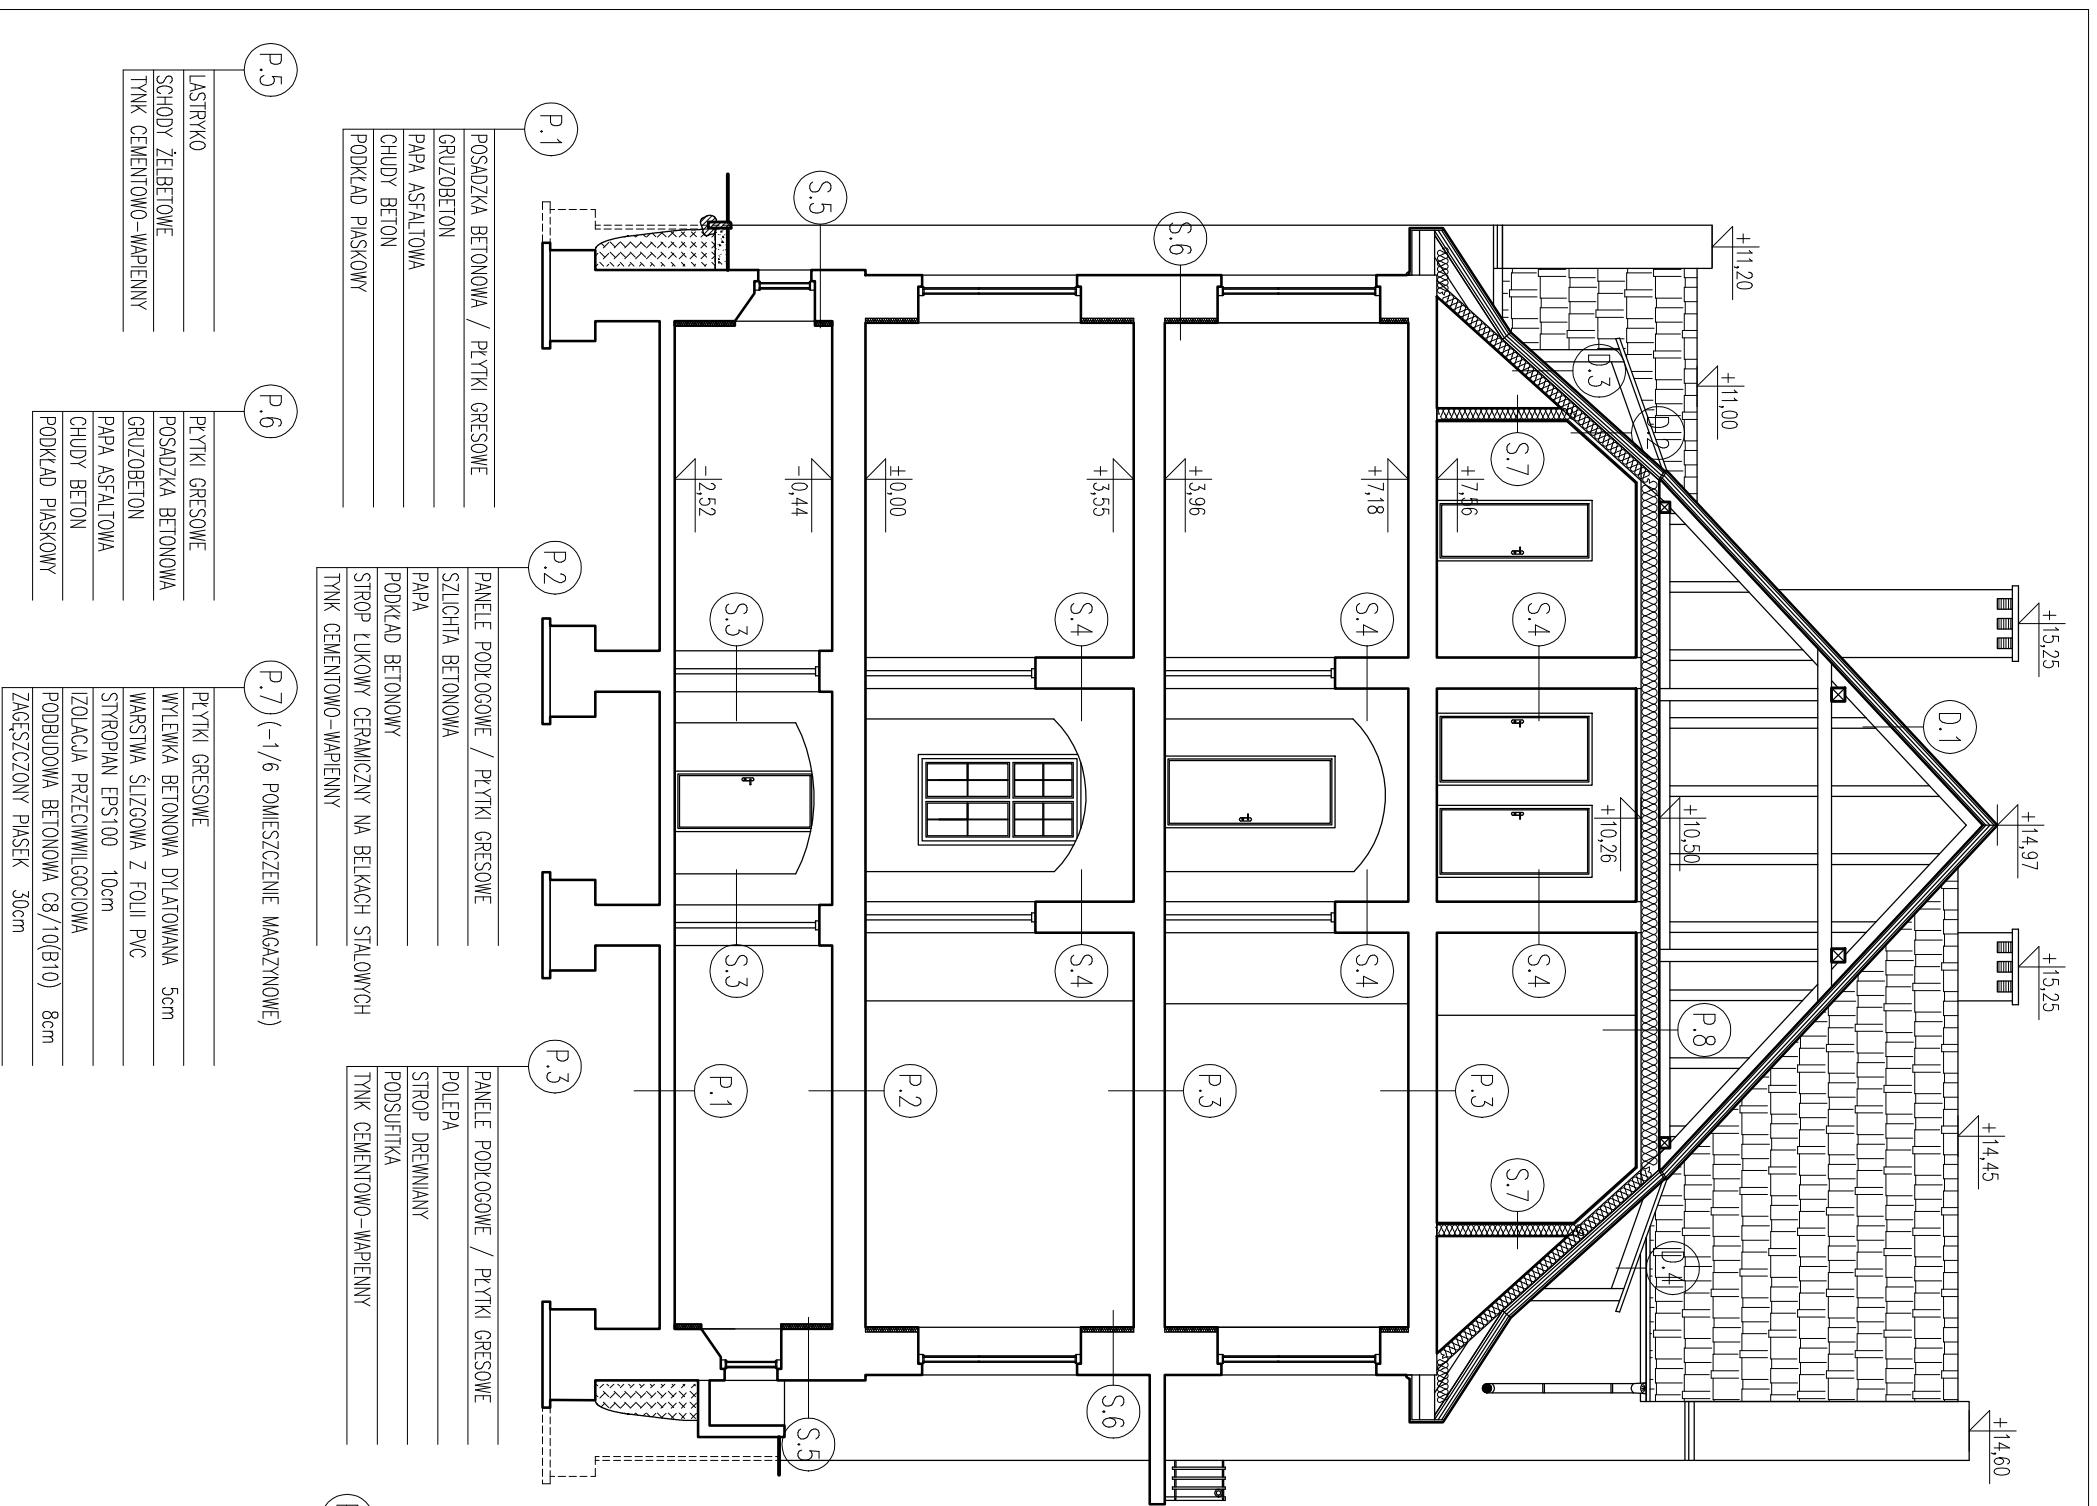 +15,25
+15,25
+14,97
D.1
+14,60
+14,45
+11,20
+11,00
+10,50
+10,26
P.8
D.2
D.3
D.4
S.7
S.4
S.4
P.3
S.7
+7,56
+7,18
S.4
S.4
S.6
+3,96
P.3
+3,55
S.4
S.4
S.6
±0,00
P.2
-0,44
S.5
S.3
S.3
P.1
S.5
-2,52
P.1
POSADZKA BETONOWA / PŁYTKI GRESOWE
GRUZOBETON
PAPA ASFALTOWA
CHUDY BETON
PODKŁAD PIASKOWY
P.2
PANELE PODŁOGOWE / PŁYTKI GRESOWE
SZLICHTA BETONOWA
PAPA
PODKŁAD BETONOWY
STROP ŁUKOWY CERAMICZNY NA BELKACH STALOWYCH
TYNK CEMENTOWO-WAPIENNY
P.3
PANELE PODŁOGOWE / PŁYTKI GRESOWE
POLEPA
STROP DREWNIANY
PODSUFITKA
TYNK CEMENTOWO-WAPIENNY
P.5
LASTRYKO
SCHODY ŻELBETOWE
TYNK CEMENTOWO-WAPIENNY
P.6
PŁYTKI GRESOWE
POSADZKA BETONOWA
GRUZOBETON
PAPA ASFALTOWA
CHUDY BETON
PODKŁAD PIASKOWY
P.7 (-1/6 POMIESZCZENIE MAGAZYNOWE)
PŁYTKI GRESOWE
WYLEWKA BETONOWA DYLATOWANA 5cm
WARSTWA ŚLIZGOWA Z FOLII PVC
STYROPIAN EPS100 10cm
IZOLACJA PRZECIWWILGOCIOWA
PODBUDOWA BETONOWA C8/10(B10) 8cm
ZAGĘSZCZONY PIASEK 30cm